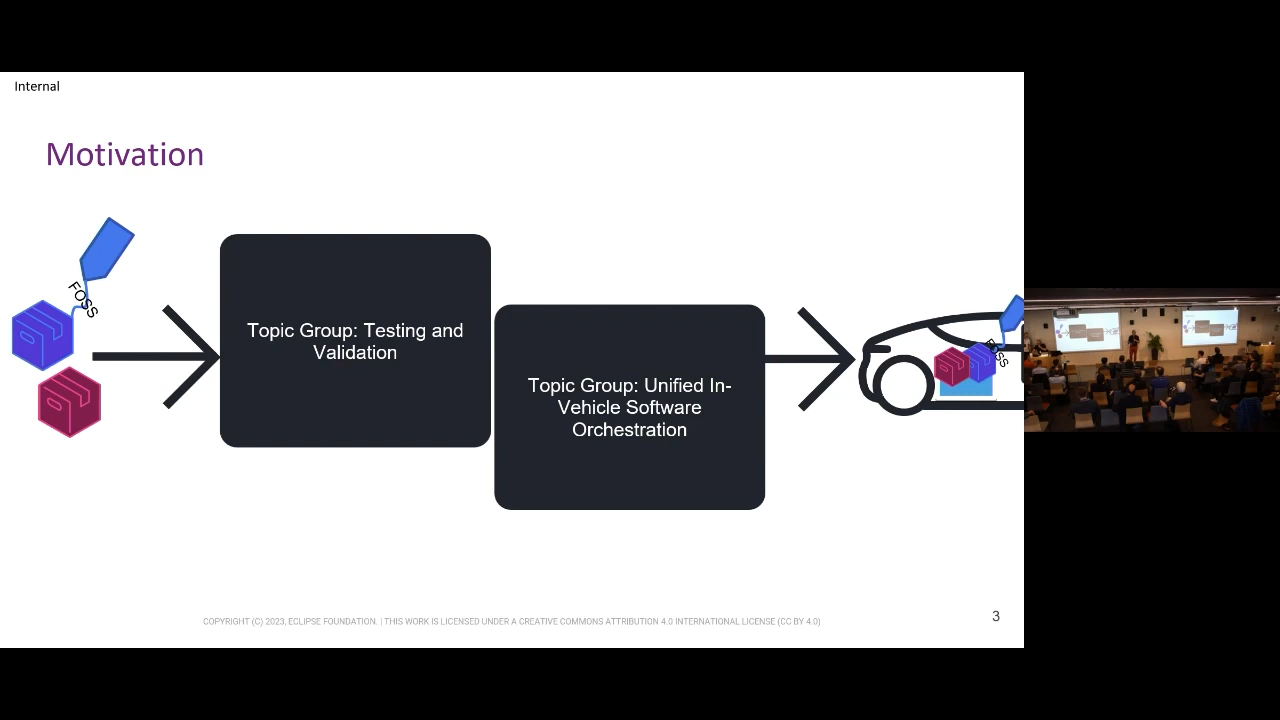 Internal
Motivation
FOSS
Topic Group: Testing and
Validation
Topic Group: Unified In-
Vehicle Software
Orchestration
FOSS
COPYRIGHT (C) 2023, ECLIPSE FOUNDATION. | THIS WORK IS LICENSED UNDER A CREATIVE COMMONS ATTRIBUTION 4.0 INTERNATIONAL LICENSE (CC BY 4.0)
3